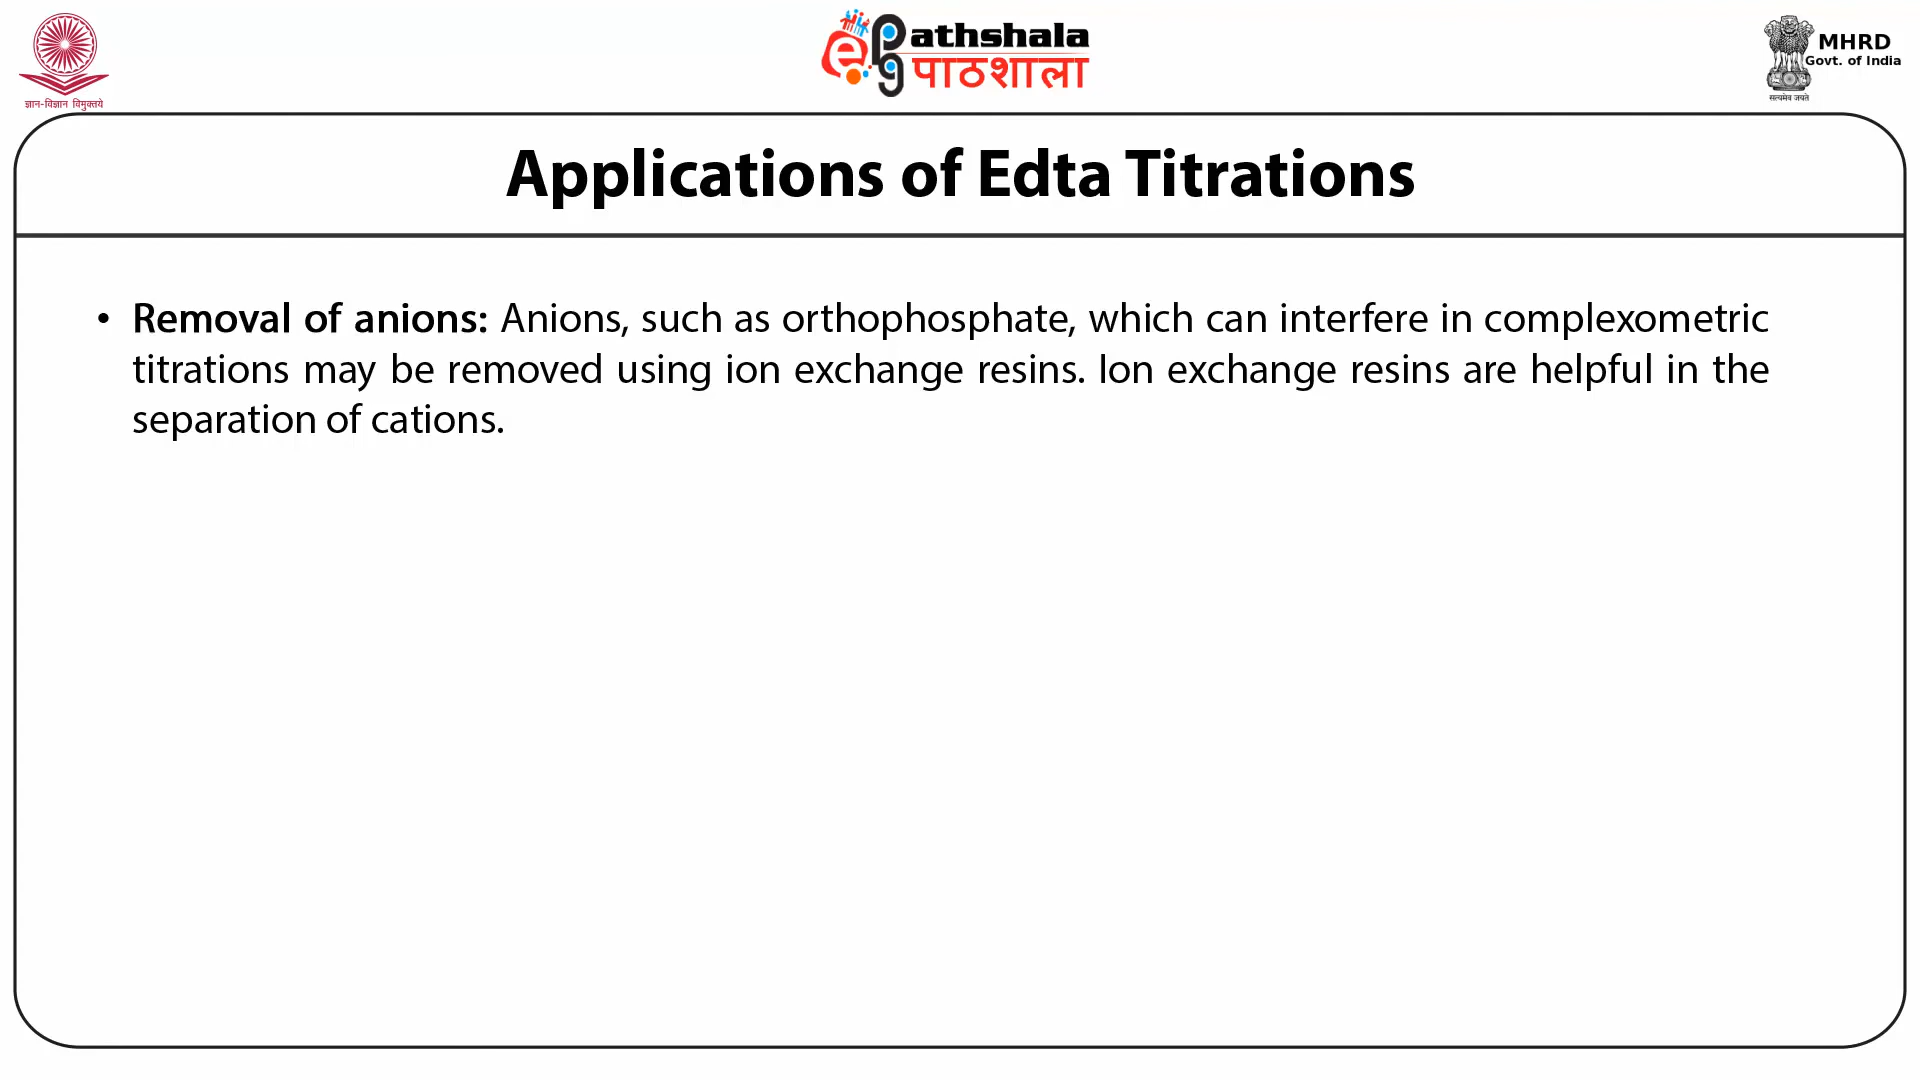 ज्ञान-विज्ञान विमुक्तये
ePathshala
पाठशाला
MHRD
Govt. of India
सत्यमेव जयते
Applications of Edta Titrations
• Removal of anions: Anions, such as orthophosphate, which can interfere in complexometric
titrations may be removed using ion exchange resins. Ion exchange resins are helpful in the
separation of cations.